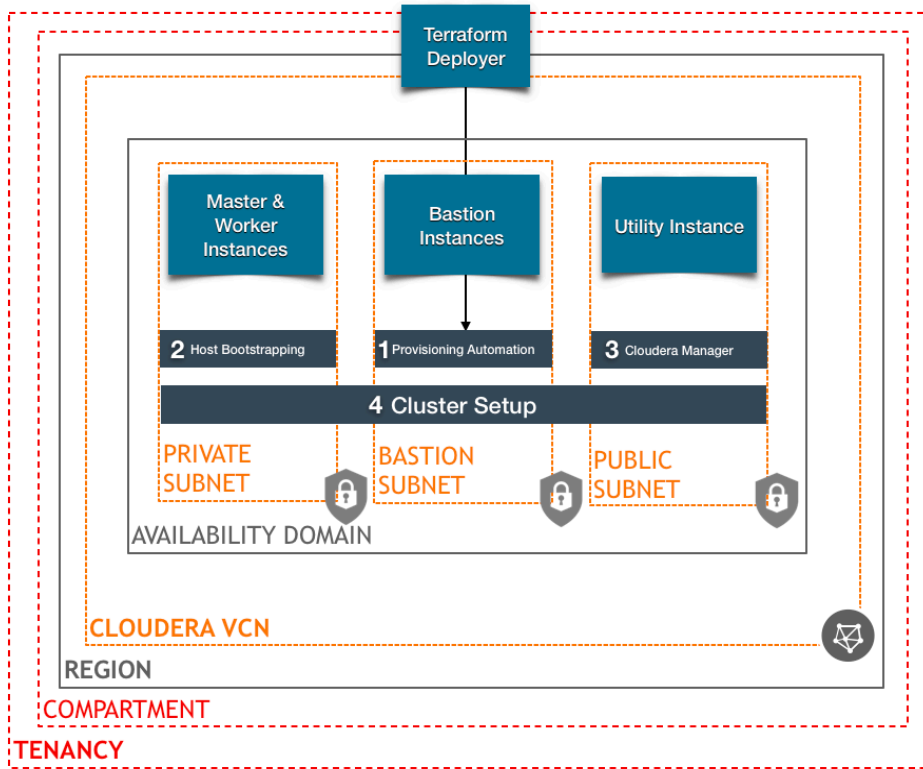 Terraform
Deployer
Master &
Worker
Instances
Bastion
Instances
Utility Instance
2 Host Bootstrapping
1 Provisioning Automation
3 Cloudera Manager
4 Cluster Setup
PRIVATE
SUBNET
BASTION
SUBNET
PUBLIC
SUBNET
AVAILABILITY DOMAIN
CLOUDERA VCN
REGION
COMPARTMENT
TENANCY